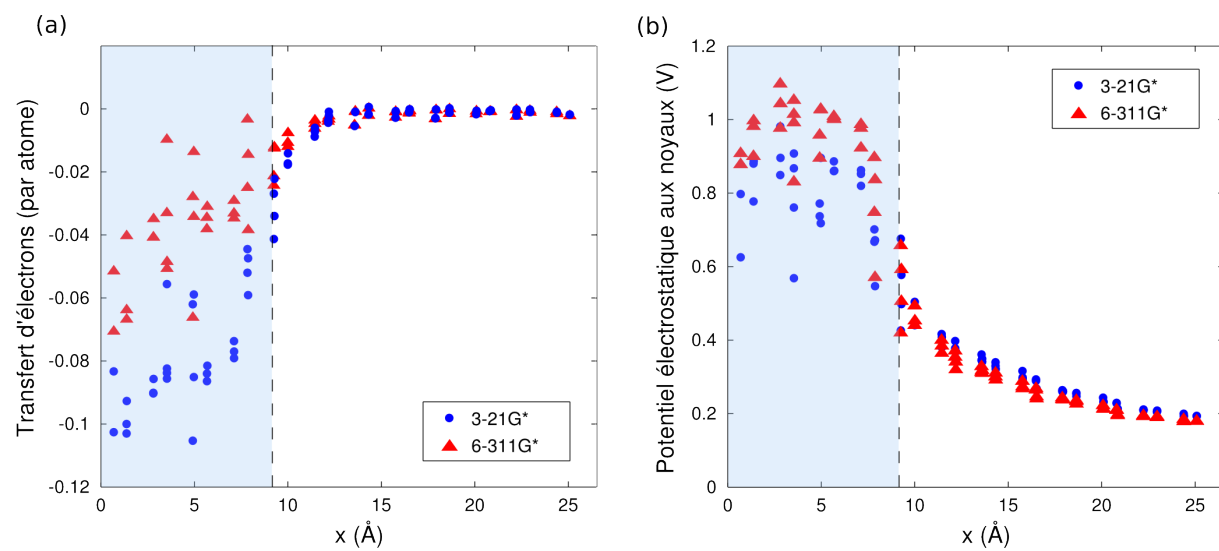 (a)
Transfert d'électrons (par atome)
0
-0.02
-0.04
-0.06
-0.08
-0.1
-0.12
0 5 10 15 20 25
x (Å)
3-21G*
6-311G*
(b)
Potentiel électrostatique aux noyaux (V)
1.2
1
0.8
0.6
0.4
0.2
0
0 5 10 15 20 25
x (Å)
3-21G*
6-311G*